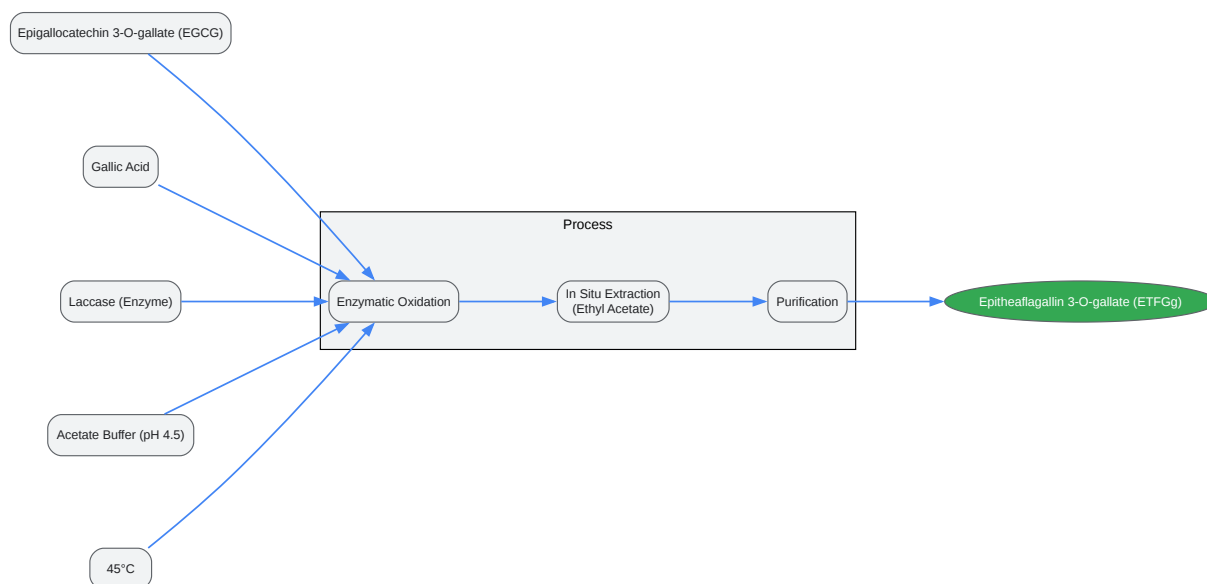 Epigallocatechin 3-O-gallate (EGCG)
Gallic Acid
Process
Laccase (Enzyme)
Enzymatic Oxidation
In Situ Extraction
(Ethyl Acetate)
Purification
Epitheaflagallin 3-O-gallate (ETFGg)
Acetate Buffer (pH 4.5)
45°C